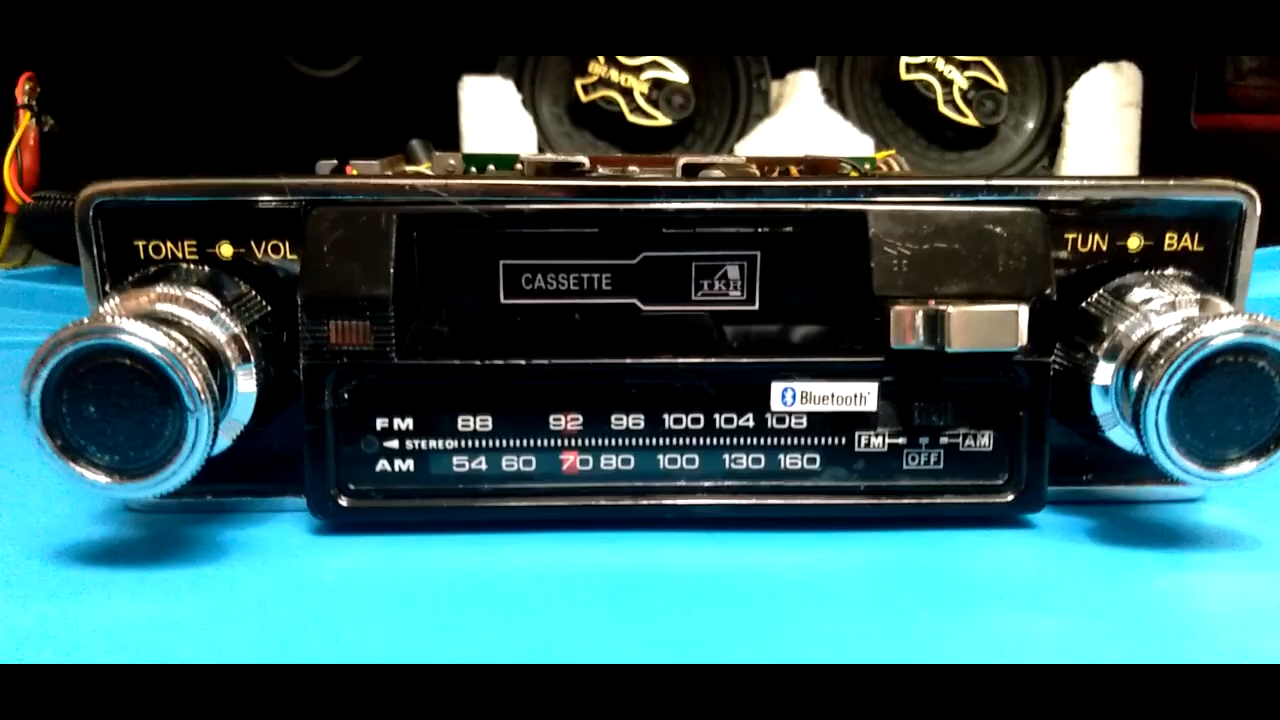 BRAVOX
TONE VOL
TUN BAL
CASSETTE TKR
Bluetooth
FM 88 92 96 100 104 108
STEREO
FM AM
OFF
AM 54 60 70 80 100 130 160